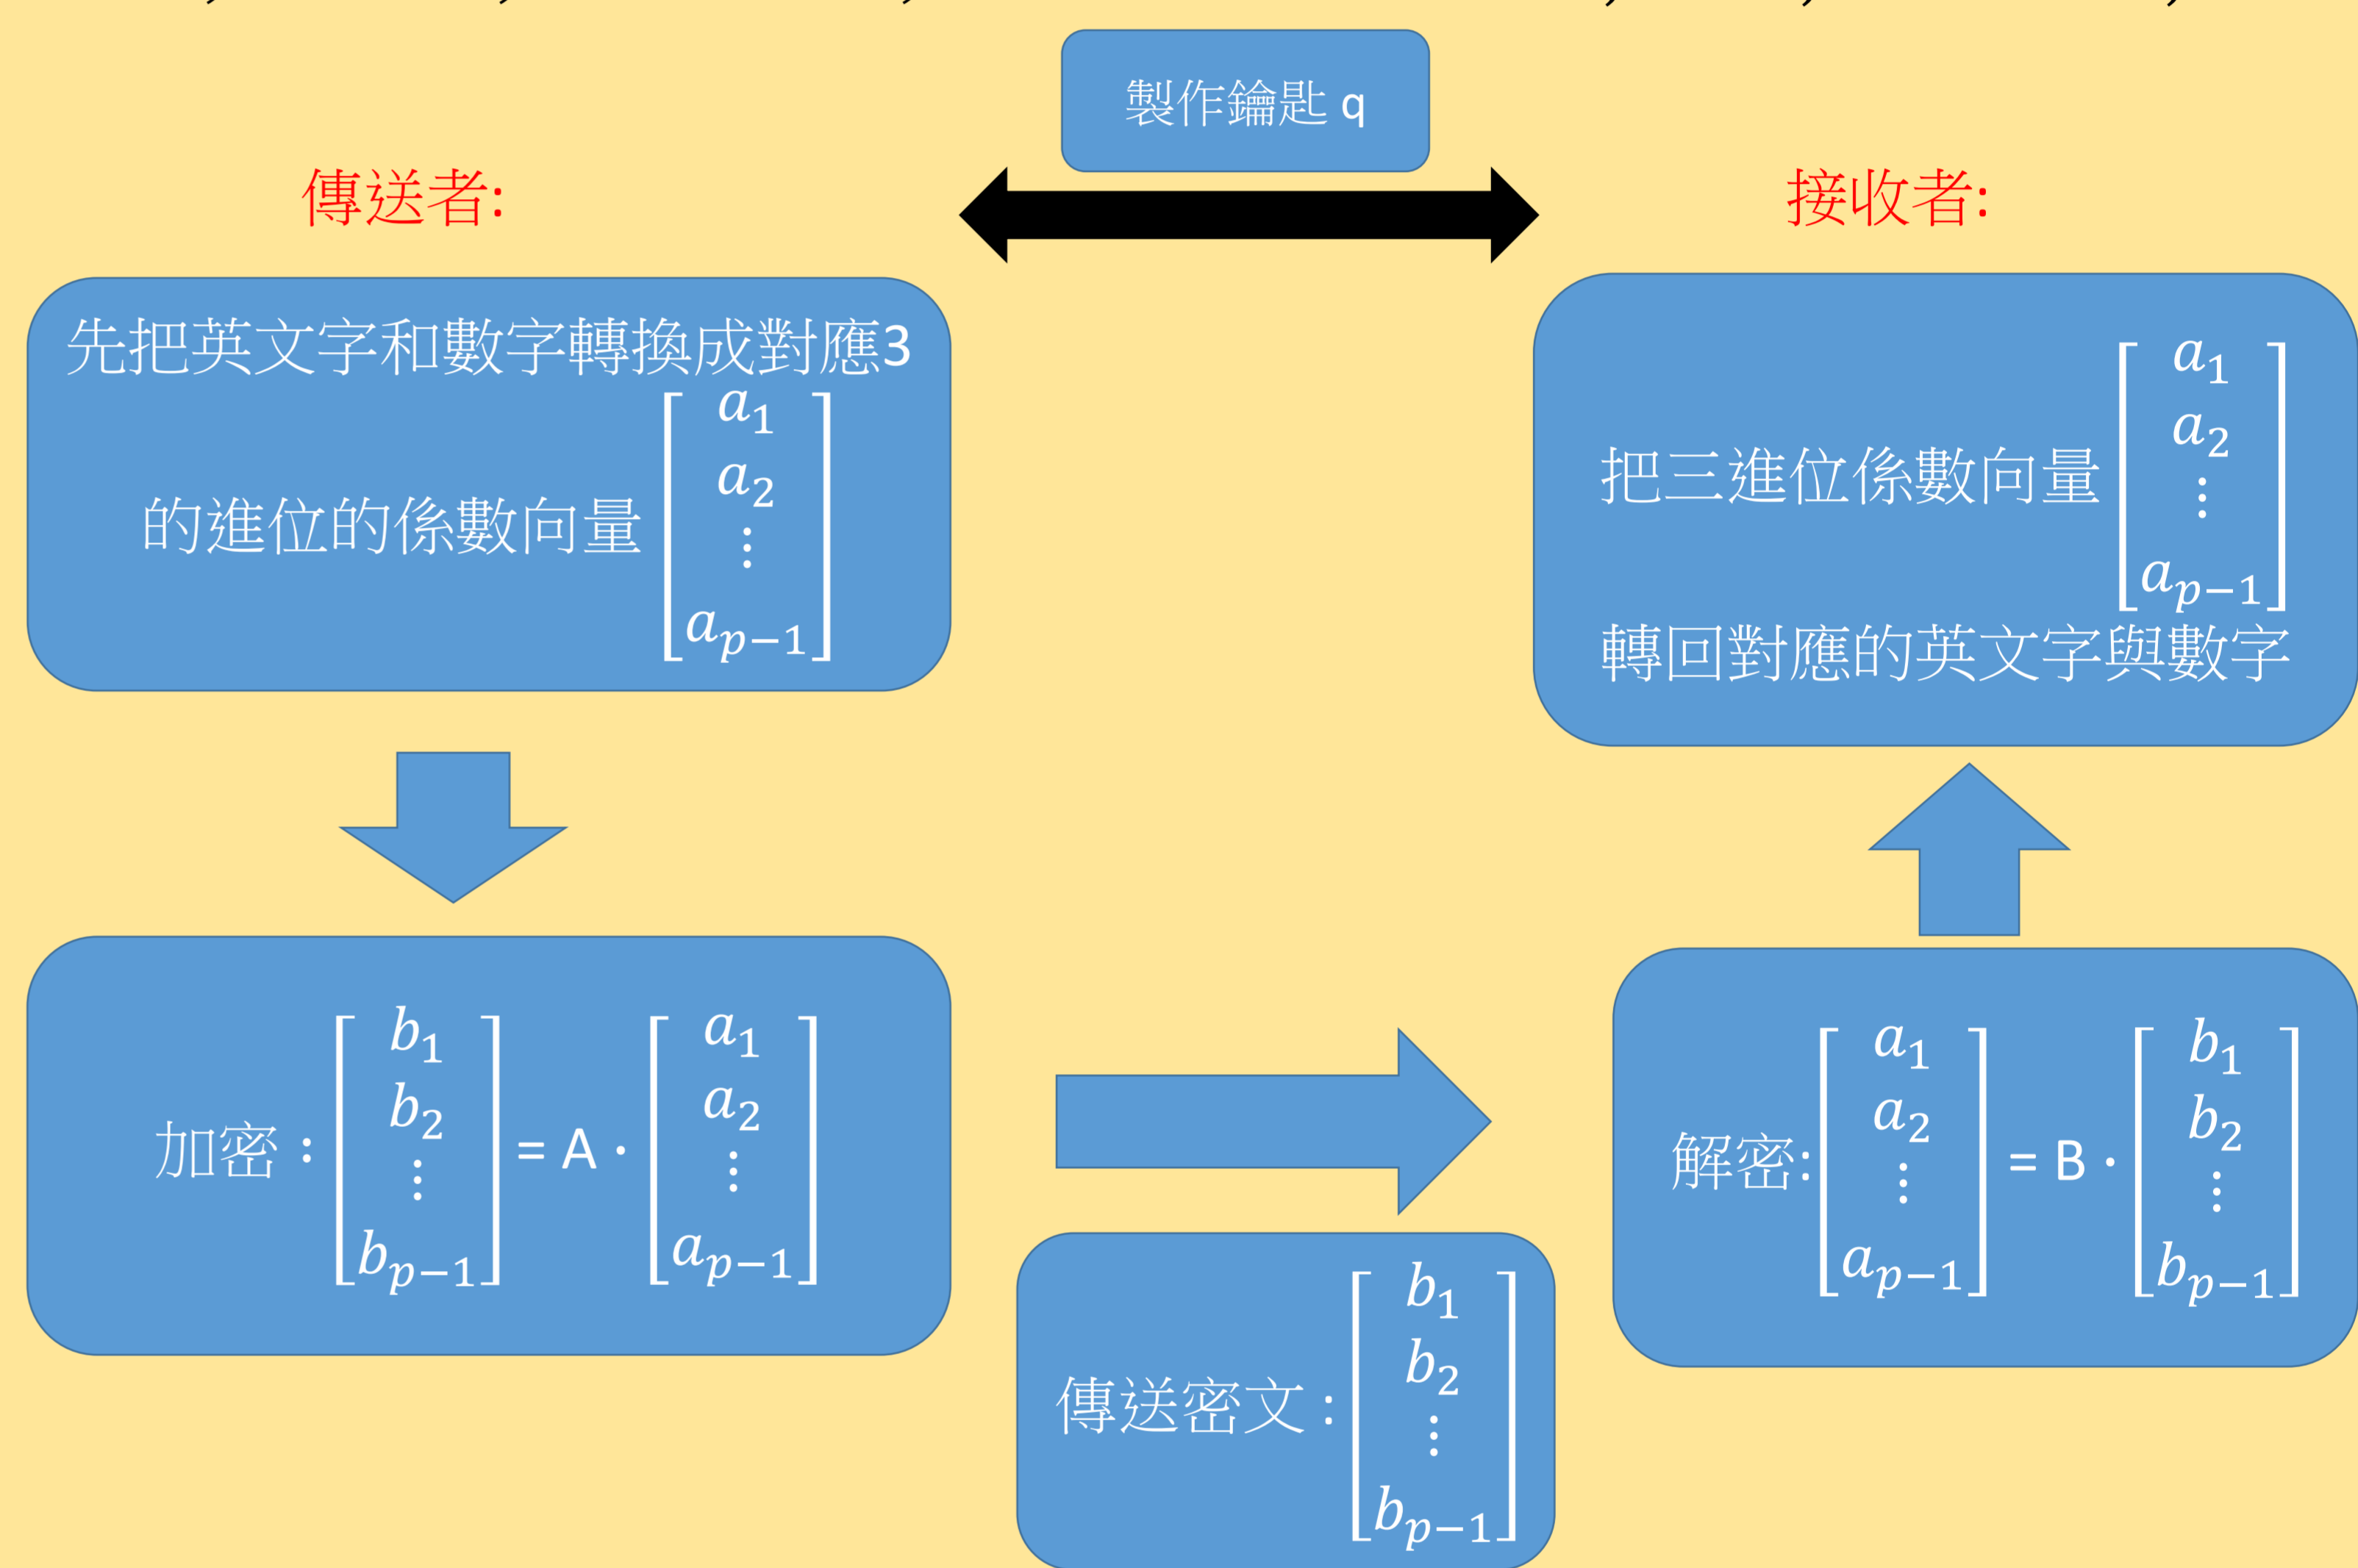 製作鑰匙 q
傳送者:
接收者:
先把英文字和數字轉換成對應3
的進位的係數向量 [a₁ a₂ ⋮ aₚ₋₁]
把三進位係數向量 [a₁ a₂ ⋮ aₚ₋₁]
轉回對應的英文字與數字
加密 : [b₁ b₂ ⋮ bₚ₋₁] = A · [a₁ a₂ ⋮ aₚ₋₁]
傳送密文 : [b₁ b₂ ⋮ bₚ₋₁]
解密: [a₁ a₂ ⋮ aₚ₋₁] = B · [b₁ b₂ ⋮ bₚ₋₁]